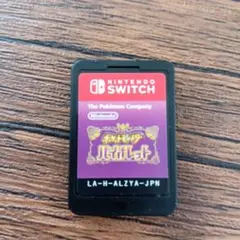 NINTENDO
SWITCH
The Pokémon Company
Nintendo
ポケットモンスター
バイオレット
LA-H-ALZYA-JPN